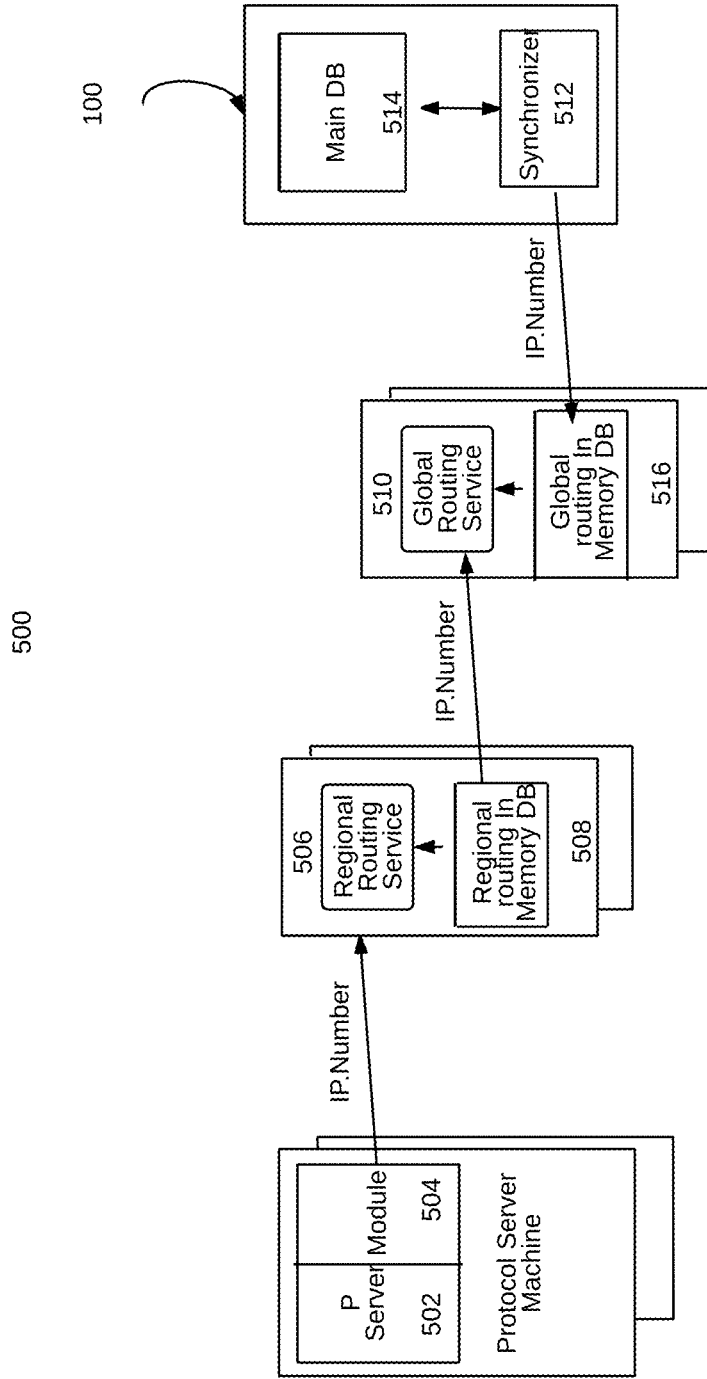 500
100
P
Server
502
Module
504
Protocol Server
Machine
IP.Number
506
Regional
Routing
Service
Regional
routing In
Memory DB
508
IP.Number
510
Global
Routing
Service
Global
routing In
Memory DB
516
IP.Number
Main DB
514
Synchronizer
512